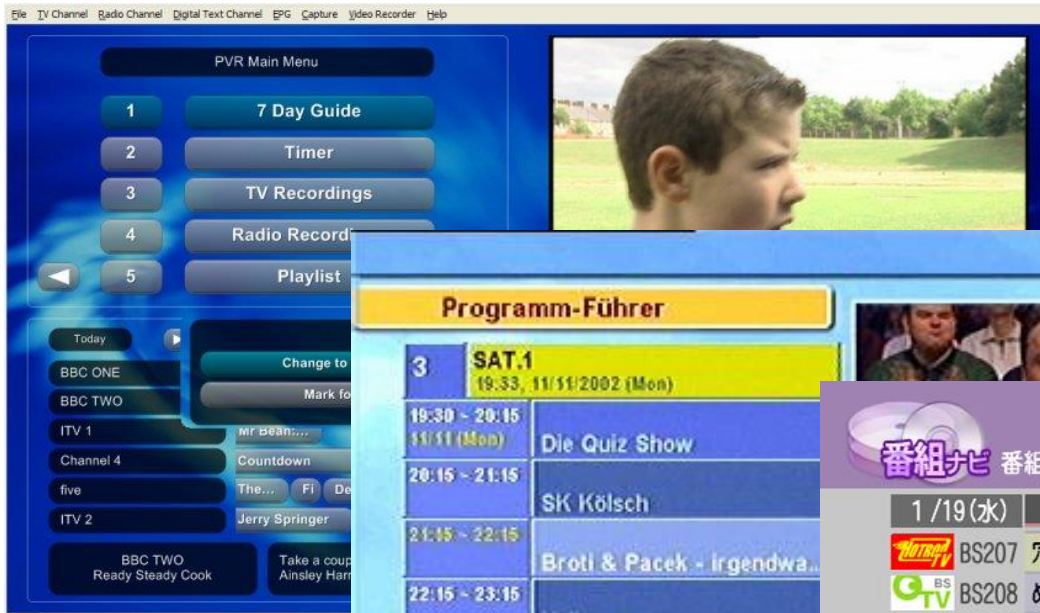 File TV Channel Radio Channel Digital Text Channel EPG Capture Video Recorder Help
PVR Main Menu
1 7 Day Guide
2 Timer
3 TV Recordings
4 Radio Recordi
5 Playlist
Today
Change to
BBC ONE
Mark fo
BBC TWO
ITV 1 Mr Bean:...
Channel 4 Countdown
five The... Fi De
ITV 2 Jerry Springer
BBC TWO
Ready Steady Cook
Take a coup
Ainsley Harr
Programm-Führer
3 SAT.1
19:33, 11/11/2002 (Mon)
19:30 ~ 20:15
11/11 (Mon) Die Quiz Show
20:15 ~ 21:15
SK Kölsch
21:15 ~ 22:15
Broti & Pacek - irgendwa...
22:15 ~ 23:15
番組ナビ 番組
1/19(水)
HOTROD TV BS207
BS TV BS208